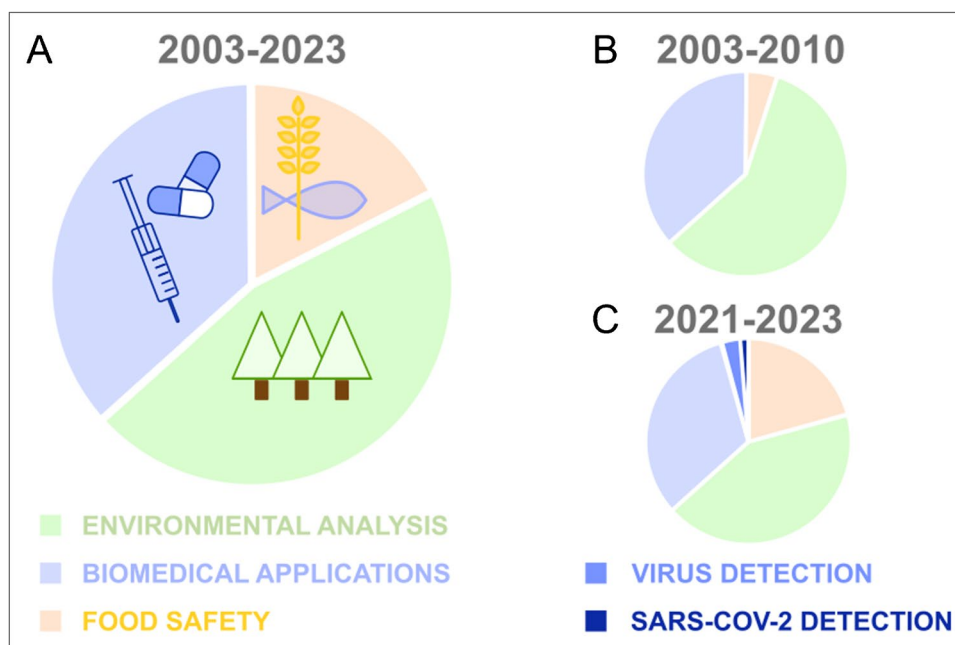 A
2003-2023
B
2003-2010
C
2021-2023
ENVIRONMENTAL ANALYSIS
BIOMEDICAL APPLICATIONS
FOOD SAFETY
VIRUS DETECTION
SARS-COV-2 DETECTION